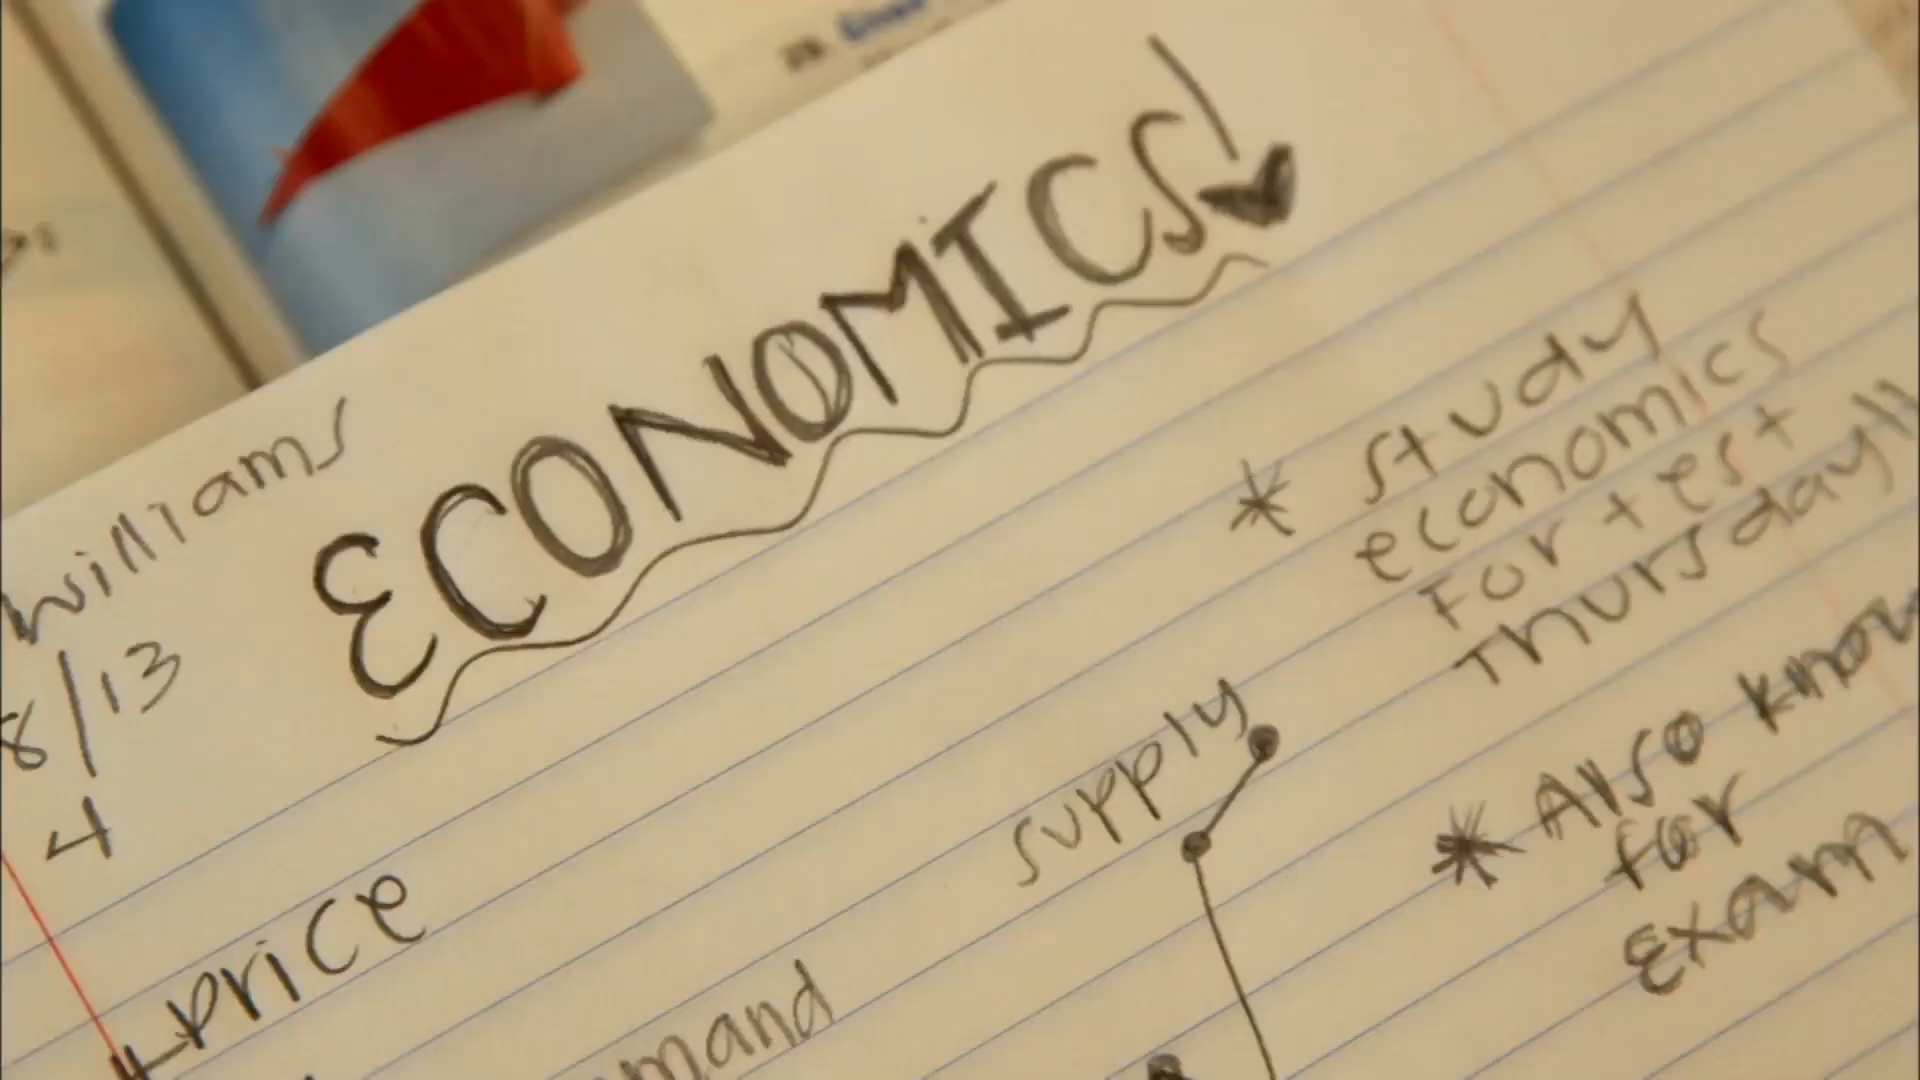 ECONOMICS!
Williams
8/13
4
* study
economics
For test
Thursday!!
supply
* Also know
for
Exam
price
mand